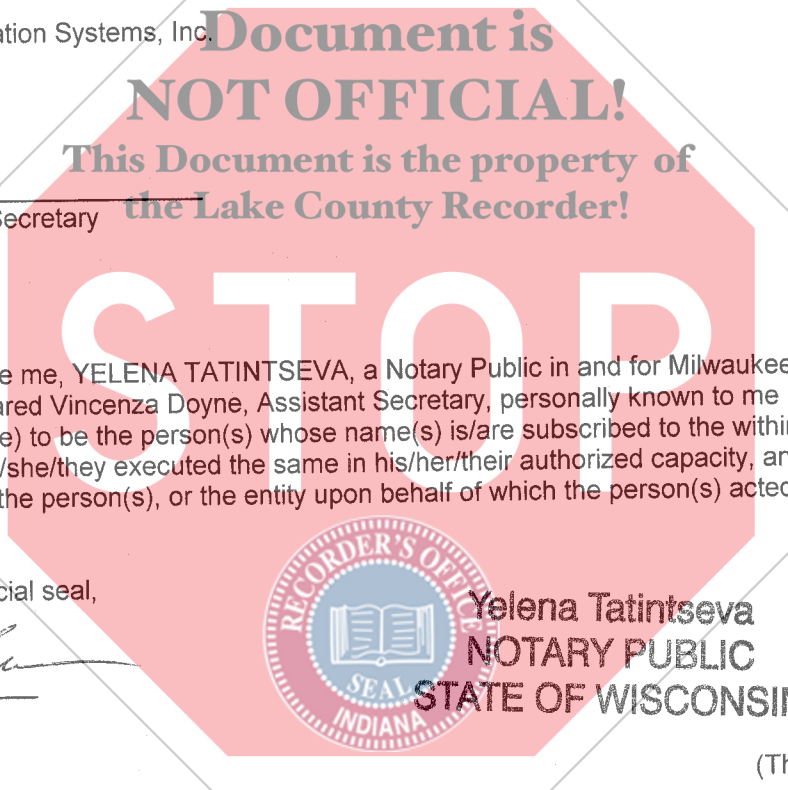 ation Systems, Inc.
Document is
NOT OFFICIAL!
This Document is the property of
the Lake County Recorder!
Secretary
STOP
e me, YELENA TATINTSEVA, a Notary Public in and for Milwaukee
ared Vincenza Doyne, Assistant Secretary, personally known to me
e) to be the person(s) whose name(s) is/are subscribed to the within
/she/they executed the same in his/her/their authorized capacity, an
the person(s), or the entity upon behalf of which the person(s) acted
cial seal,
RECORDER'S OFFICE
SEAL
INDIANA
Yelena Tatintseva
NOTARY PUBLIC
STATE OF WISCONSIN
(Th